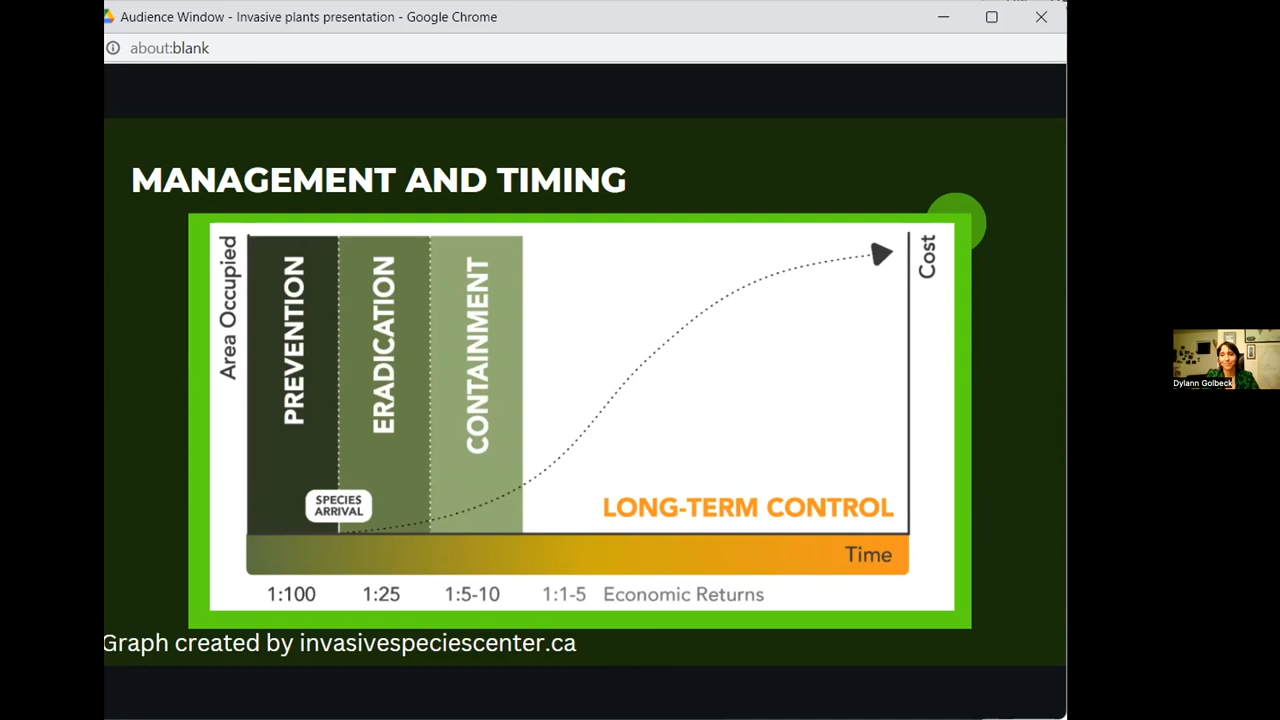 Audience Window - Invasive plants presentation - Google Chrome
about:blank
MANAGEMENT AND TIMING
Area Occupied
PREVENTION
ERADICATION
CONTAINMENT
Cost
SPECIES
ARRIVAL
LONG-TERM CONTROL
Time
1:100 1:25 1:5-10 1:1-5 Economic Returns
Graph created by invasivespeciescenter.ca
Dylann Golbeck